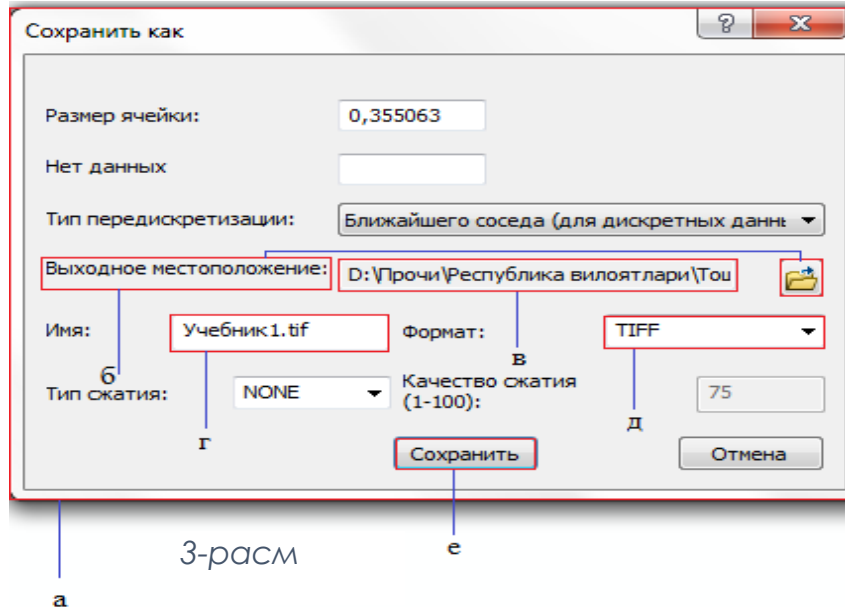 Сохранить как
Размер ячейки: 0,355063
Нет данных
Тип передискретизации: Ближайшего соседа (для дискретных данны
Выходное местоположение: D:\Прочи\Республика вилоятлари\Tou
Имя: Учебник1.tif Формат: TIFF
в
б
Тип сжатия: NONE Качество сжатия (1-100): 75
г д
Сохранить Отмена
3-расм е
а